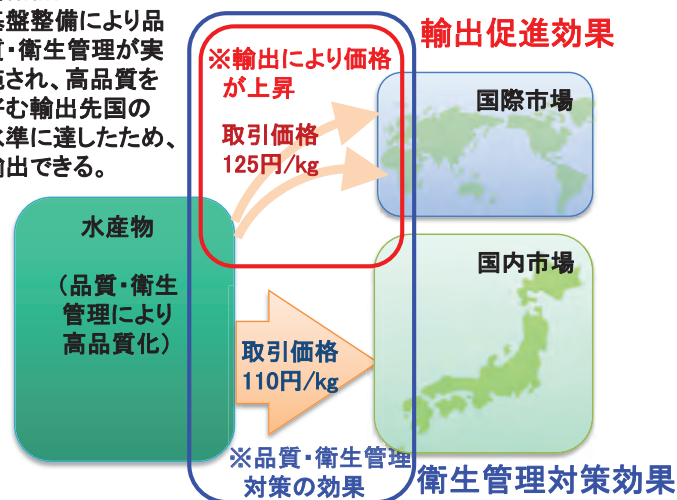 基盤整備により品
質・衛生管理が実
施され、高品質を
好む輸出先国の
水準に達したため、
輸出できる。
輸出促進効果
※輸出により価格
が上昇
取引価格
125円/kg
国際市場
水産物
(品質・衛生
管理により
高品質化)
国内市場
取引価格
110円/kg
※品質・衛生管理
対策の効果
衛生管理対策効果